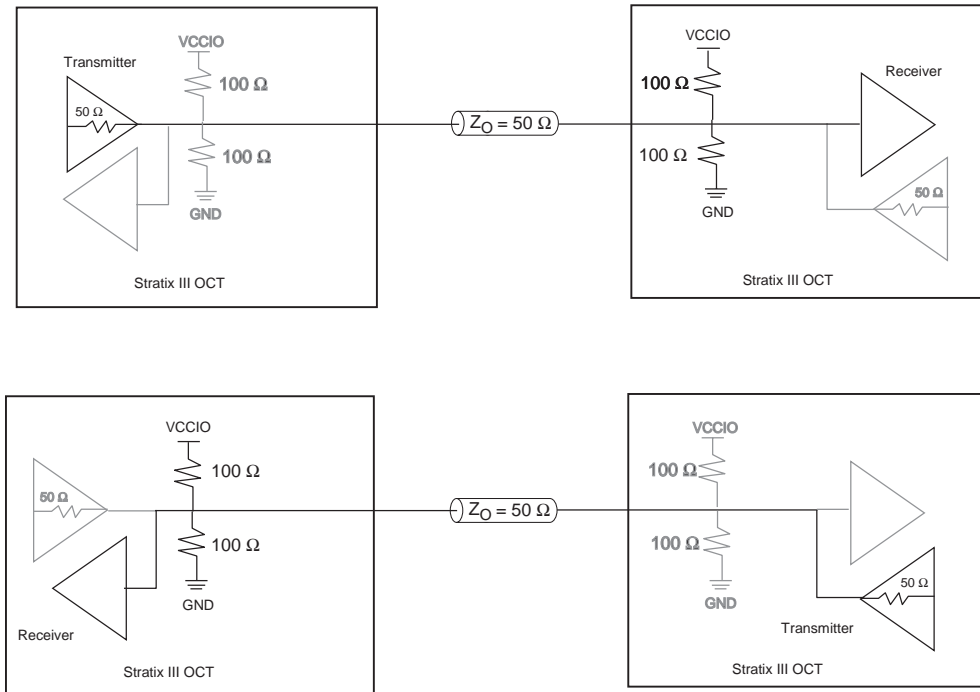 VCCIO
Transmitter
100 Ω
50 Ω
100 Ω
GND
Stratix III OCT
Z_O = 50 Ω
VCCIO
Receiver
100 Ω
100 Ω
50 Ω
GND
Stratix III OCT
VCCIO
100 Ω
50 Ω
100 Ω
GND
Receiver
Stratix III OCT
Z_O = 50 Ω
VCCIO
100 Ω
100 Ω
50 Ω
GND
Transmitter
Stratix III OCT